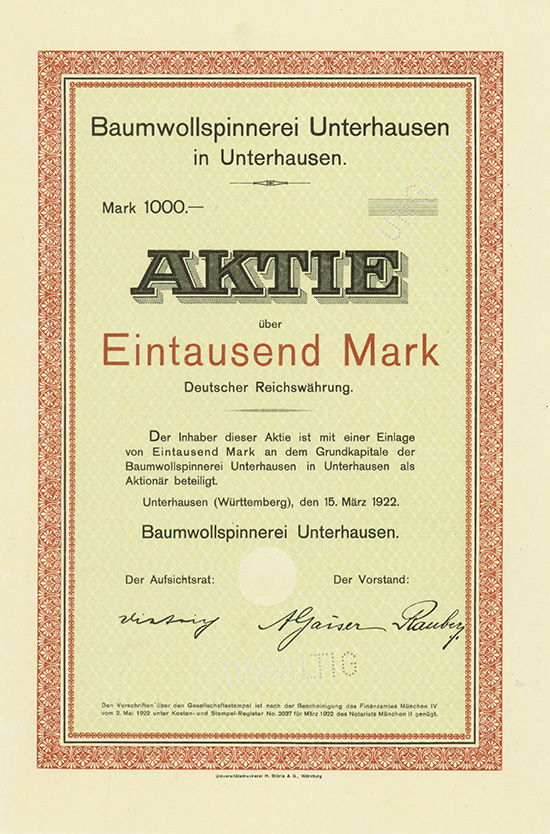 Baumwollspinnerei Unterhausen
in Unterhausen.
Mark 1000.—
AKTIE
über
Eintausend Mark
Deutscher Reichswährung.
Der Inhaber dieser Aktie ist mit einer Einlage
von Eintausend Mark an dem Grundkapitale der
Baumwollspinnerei Unterhausen in Unterhausen als
Aktionär beteiligt.
Unterhausen (Württemberg), den 15. März 1922.
Baumwollspinnerei Unterhausen.
Der Aufsichtsrat: Der Vorstand:
AGaiser
UNGÜLTIG
Den Vorschriften über den Gesellschaftsstempel ist nach der Bescheinigung des Finanzamtes München IV
vom 2. Mai 1922 unter Kosten- und Stempel-Register No. 2037 für März 1922 des Notariats München II genügt.
Universitätsdruckerei H. Stürtz A. G., Würzburg